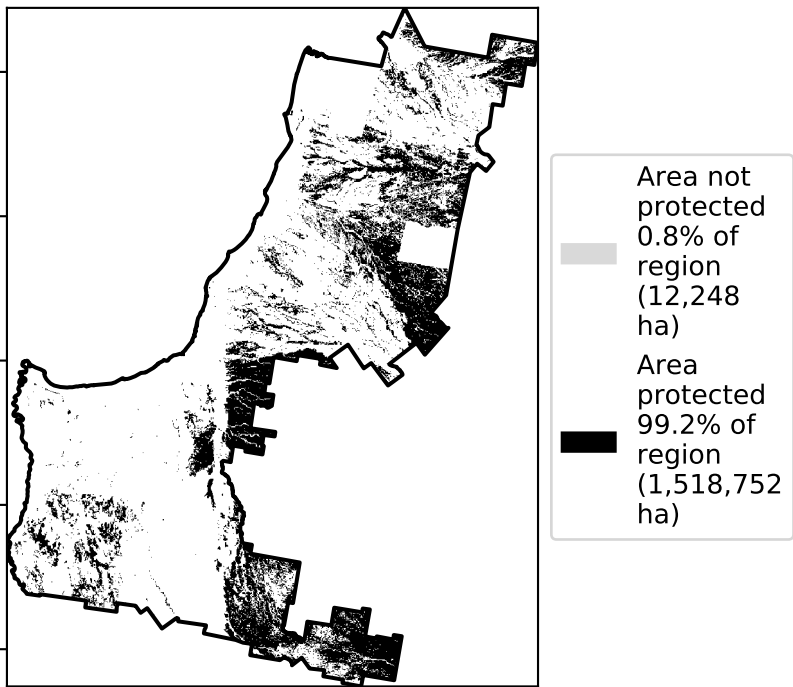 Area not
protected
0.8% of
region
(12,248
ha)
Area
protected
99.2% of
region
(1,518,752
ha)